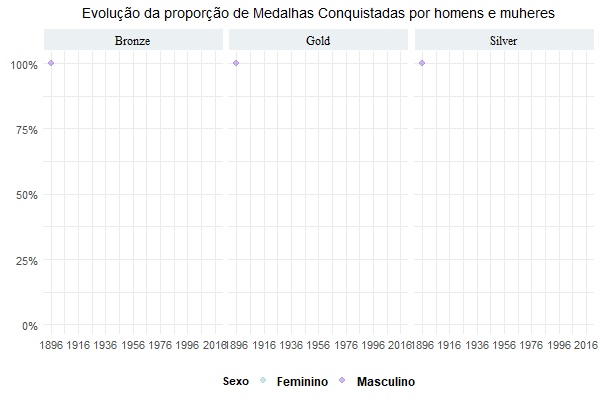 Evolução da proporção de Medalhas Conquistadas por homens e muheres
Bronze Gold Silver
100%
75%
50%
25%
0%
1896 1916 1936 1956 1976 1996 2016 1896 1916 1936 1956 1976 1996 2016 1896 1916 1936 1956 1976 1996 2016
Sexo Feminino Masculino